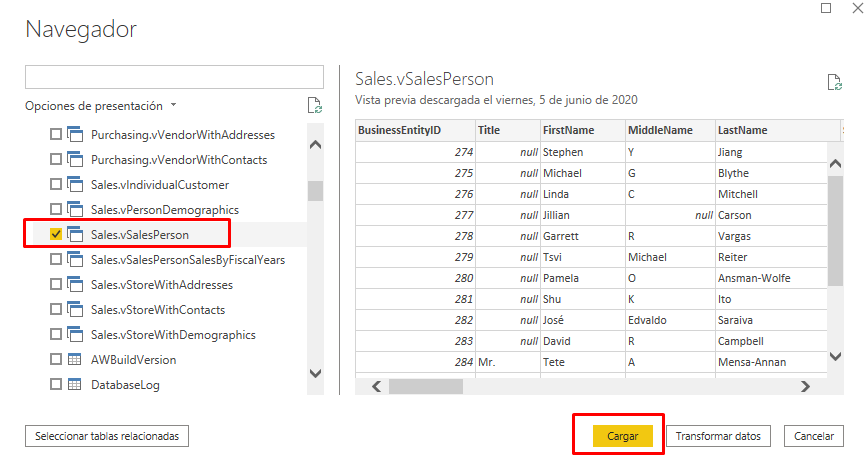 Navegador
Opciones de presentación
Purchasing.vVendorWithAddresses
Purchasing.vVendorWithContacts
Sales.vIndividualCustomer
Sales.vPersonDemographics
Sales.vSalesPerson
Sales.vSalesPersonSalesByFiscalYears
Sales.vStoreWithAddresses
Sales.vStoreWithContacts
Sales.vStoreWithDemographics
AWBuildVersion
DatabaseLog
Sales.vSalesPerson
Vista previa descargada el viernes, 5 de junio de 2020
BusinessEntityID Title FirstName MiddleName LastName
274 null Stephen Y Jiang
275 null Michael G Blythe
276 null Linda C Mitchell
277 null Jillian null Carson
278 null Garrett R Vargas
279 null Tsvi Michael Reiter
280 null Pamela O Ansman-Wolfe
281 null Shu K Ito
282 null José Edvaldo Saraiva
283 null David R Campbell
284 Mr. Tete A Mensa-Annan
Seleccionar tablas relacionadas
Cargar
Transformar datos
Cancelar